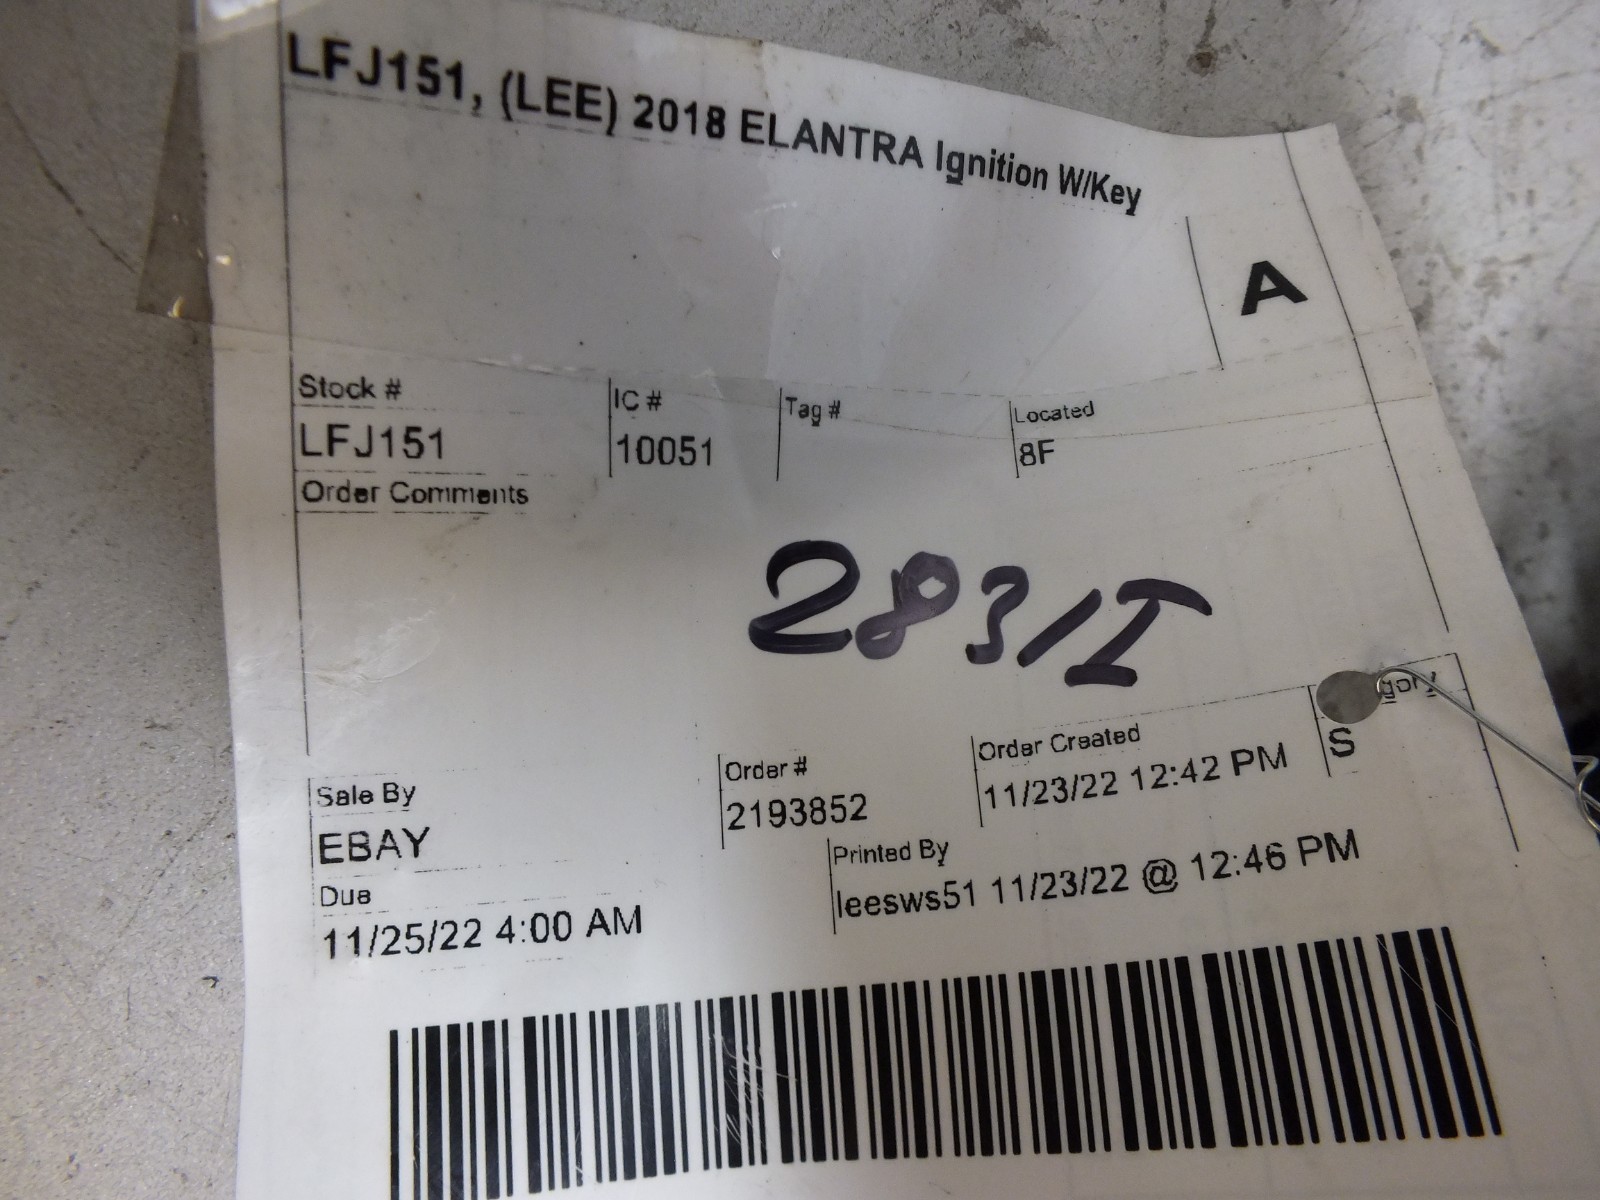 LFJ151, (LEE) 2018 ELANTRA Ignition W/Key
A
Stock # IC # Tag # Located
LFJ151 10051 8F
Order Comments
283/I
Sale By Order # Order Created gory
EBAY 2193852 11/23/22 12:42 PM S
Due Printed By
11/25/22 4:00 AM leesws51 11/23/22 @ 12:46 PM